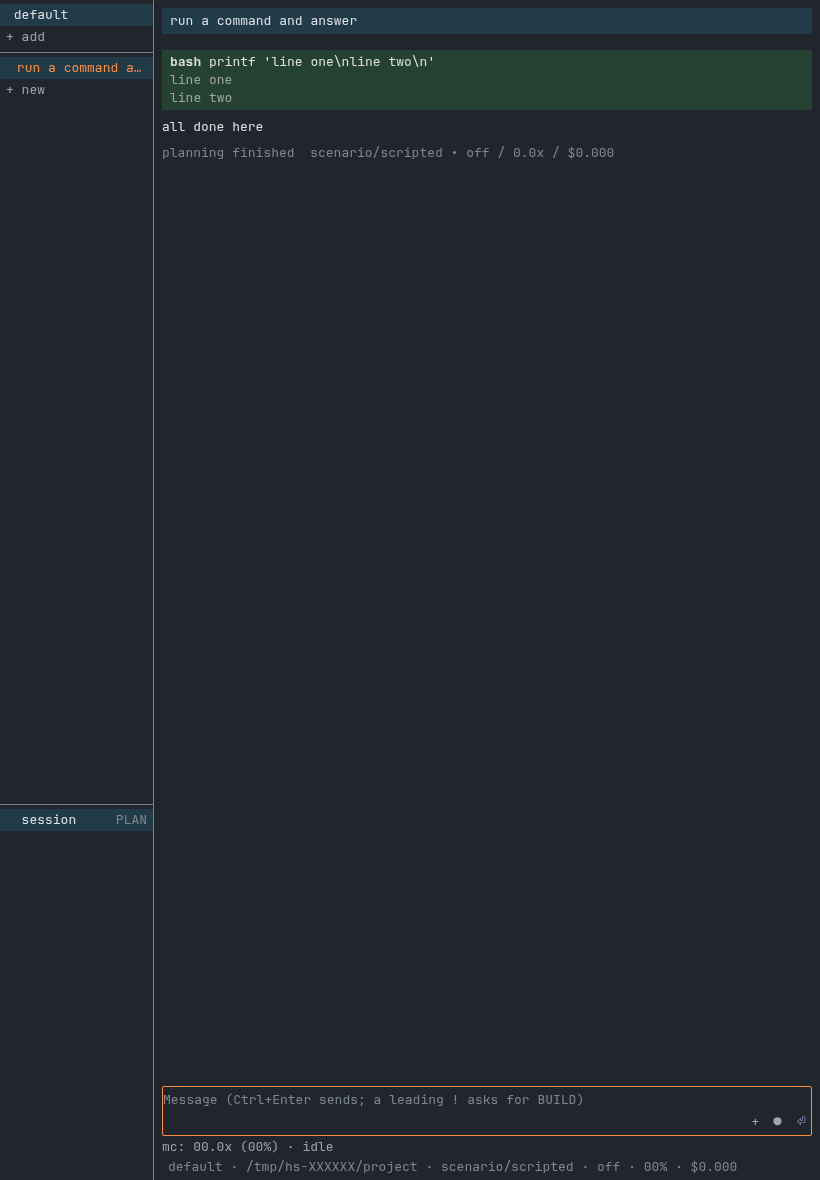 default
+ add
run a command a…
+ new
session PLAN
run a command and answer
bash printf 'line one\nline two\n'
line one
line two
all done here
planning finished  scenario/scripted • off / 0.0x / $0.000
Message (Ctrl+Enter sends; a leading ! asks for BUILD)
+ ● ⏎
mc: 00.0x (00%) · idle
default · /tmp/hs-XXXXXX/project · scenario/scripted · off · 00% · $0.000